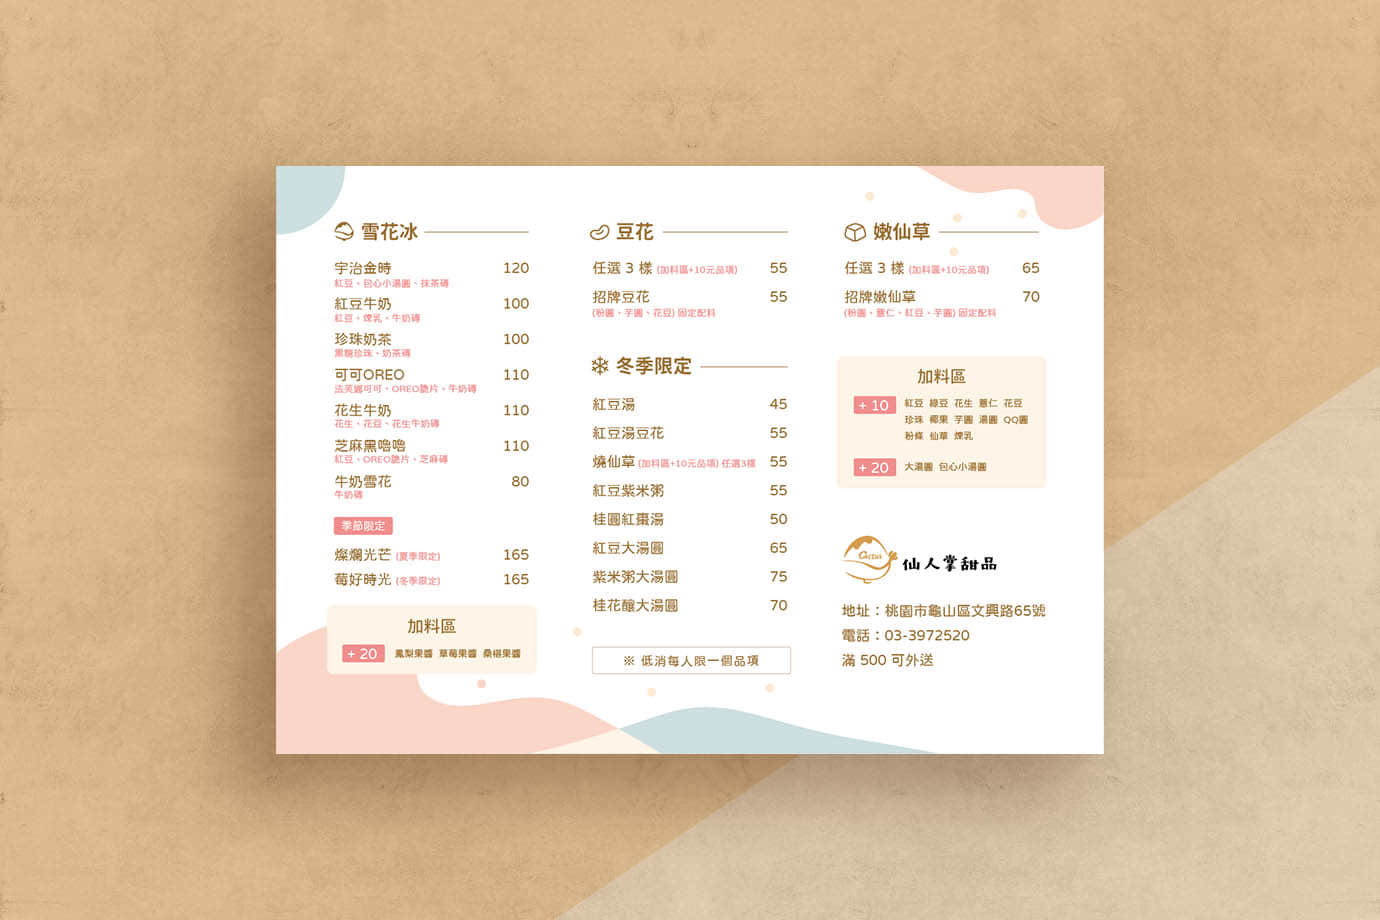 雪花冰
宇治金時 120
紅豆、包心小湯圓、抹茶磚
紅豆牛奶 100
紅豆、煉乳、牛奶磚
珍珠奶茶 100
黑糖珍珠、奶茶磚
可可OREO 110
法芙娜可可、OREO脆片、牛奶磚
花生牛奶 110
花生、花豆、花生牛奶磚
芝麻黑嚕嚕 110
紅豆、OREO脆片、芝麻磚
牛奶雪花 80
牛奶磚
季節限定
燦爛光芒 (夏季限定) 165
莓好時光 (冬季限定) 165
加料區
+ 20 鳳梨果醬 草莓果醬 桑椹果醬
豆花
任選 3 樣 (加料區+10元品項) 55
招牌豆花 55
(粉圓、芋圓、花豆) 固定配料
冬季限定
紅豆湯 45
紅豆湯豆花 55
燒仙草 (加料區+10元品項) 任選3樣 55
紅豆紫米粥 55
桂圓紅棗湯 50
紅豆大湯圓 65
紫米粥大湯圓 75
桂花釀大湯圓 70
※ 低消每人限一個品項
嫩仙草
任選 3 樣 (加料區+10元品項) 65
招牌嫩仙草 70
(粉圓、薏仁、紅豆、芋圓) 固定配料
加料區
+ 10 紅豆 綠豆 花生 薏仁 花豆
珍珠 椰果 芋圓 湯圓 QQ圓
粉條 仙草 煉乳
+ 20 大湯圓 包心小湯圓
Cactus
仙人掌甜品
地址：桃園市龜山區文興路65號
電話：03-3972520
滿 500 可外送